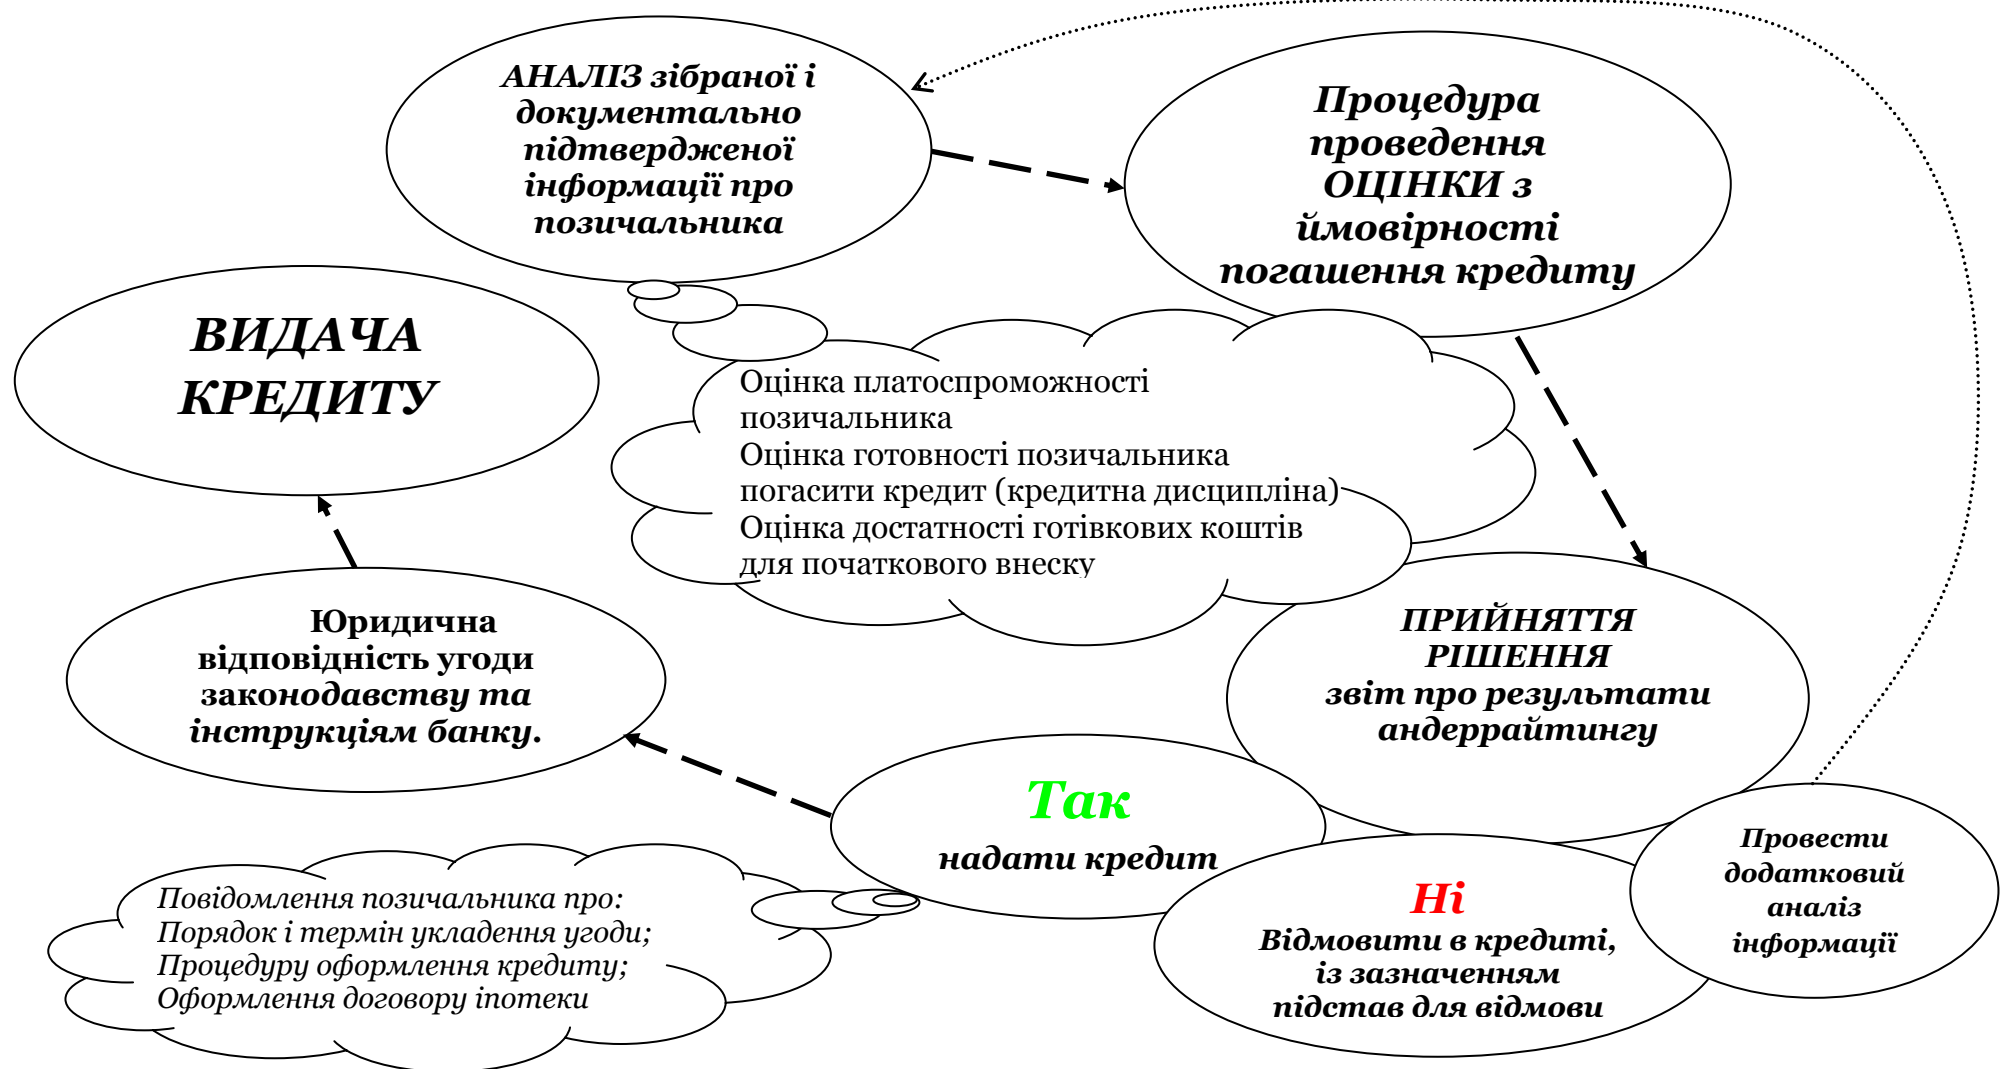 АНАЛІЗ зібраної і
документально
підтвердженої
інформації про
позичальника
Процедура
проведення
ОЦІНКИ з
ймовірності
погашення кредиту
ВИДАЧА
КРЕДИТУ
Оцінка платоспроможності
позичальника
Оцінка готовності позичальника
погасити кредит (кредитна дисципліна)
Оцінка достатності готівкових коштів
для початкового внеску
Юридична
відповідність угоди
законодавству та
інструкціям банку.
ПРИЙНЯТТЯ
РІШЕННЯ
звіт про результати
андеррайтингу
Так
надати кредит
Ні
Відмовити в кредиті,
із зазначенням
підстав для відмови
Провести
додатковий
аналіз
інформації
Повідомлення позичальника про:
Порядок і термін укладення угоди;
Процедуру оформлення кредиту;
Оформлення договору іпотеки